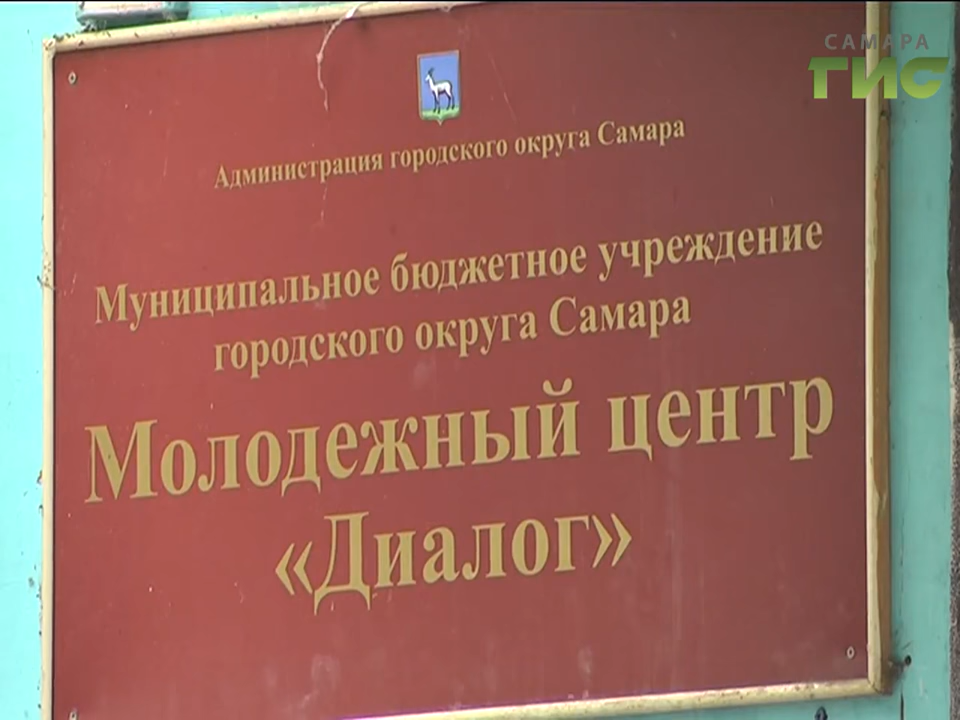 САМАРА
ГИС
Администрация городского округа Самара
Муниципальное бюджетное учреждение
городского округа Самара
Молодежный центр
«Диалог»